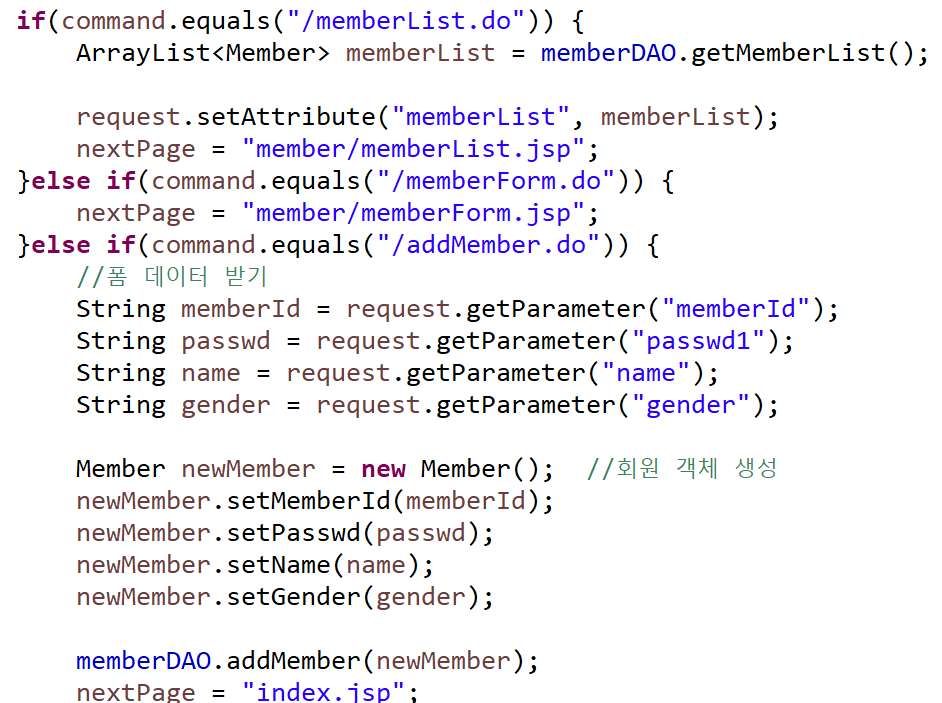 if(command.equals("/memberList.do")) {
    ArrayList<Member> memberList = memberDAO.getMemberList();

    request.setAttribute("memberList", memberList);
    nextPage = "member/memberList.jsp";
}else if(command.equals("/memberForm.do")) {
    nextPage = "member/memberForm.jsp";
}else if(command.equals("/addMember.do")) {
    //폼 데이터 받기
    String memberId = request.getParameter("memberId");
    String passwd = request.getParameter("passwd1");
    String name = request.getParameter("name");
    String gender = request.getParameter("gender");

    Member newMember = new Member();  //회원 객체 생성
    newMember.setMemberId(memberId);
    newMember.setPasswd(passwd);
    newMember.setName(name);
    newMember.setGender(gender);

    memberDAO.addMember(newMember);
    nextPage = "index.jsp";